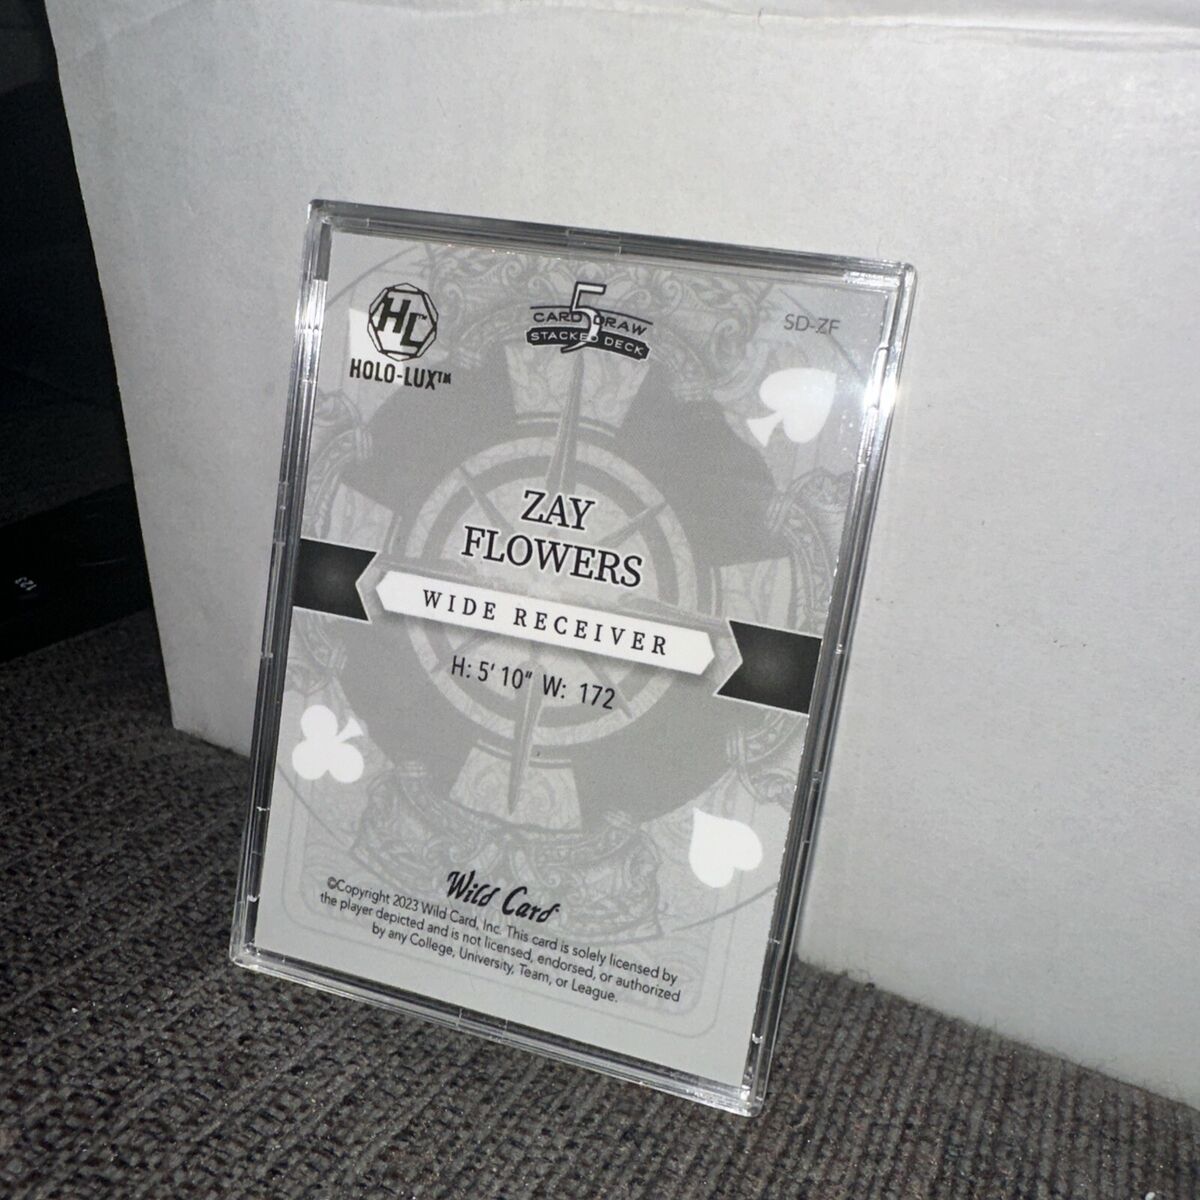 HC™
HOLO-LUX™
5
CARD DRAW
STACKED DECK
SD-ZF
ZAY
FLOWERS
WIDE RECEIVER
H: 5' 10" W: 172
Wild Card
©Copyright 2023 Wild Card, Inc. This card is solely licensed by
the player depicted and is not licensed, endorsed, or authorized
by any College, University, Team, or League.
123